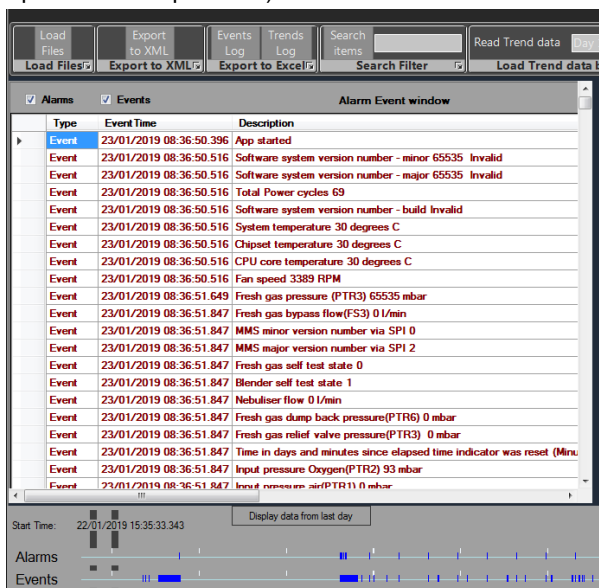 Load Files
Export to XML
Events Log
Trends Log
Search items
Read Trend data Day
Load Files
Export to XML
Export to Excel
Search Filter
Load Trend data
Alarms Events Alarm Event window
Type EventTime Description
Event 23/01/2019 08:36:50.396 App started
Event 23/01/2019 08:36:50.516 Software system version number - minor 65535 Invalid
Event 23/01/2019 08:36:50.516 Software system version number - major 65535 Invalid
Event 23/01/2019 08:36:50.516 Total Power cycles 69
Event 23/01/2019 08:36:50.516 Software system version number - build Invalid
Event 23/01/2019 08:36:50.516 System temperature 30 degrees C
Event 23/01/2019 08:36:50.516 Chipset temperature 30 degrees C
Event 23/01/2019 08:36:50.516 CPU core temperature 30 degrees C
Event 23/01/2019 08:36:50.516 Fan speed 3389 RPM
Event 23/01/2019 08:36:51.649 Fresh gas pressure (PTR3) 65535 mbar
Event 23/01/2019 08:36:51.847 Fresh gas bypass flow(FS3) 0 l/min
Event 23/01/2019 08:36:51.847 MMS minor version number via SPI 0
Event 23/01/2019 08:36:51.847 MMS major version number via SPI 2
Event 23/01/2019 08:36:51.847 Fresh gas self test state 0
Event 23/01/2019 08:36:51.847 Blender self test state 1
Event 23/01/2019 08:36:51.847 Nebuliser flow 0 l/min
Event 23/01/2019 08:36:51.847 Fresh gas dump back pressure(PTR6) 0 mbar
Event 23/01/2019 08:36:51.847 Fresh gas relief valve pressure(PTR3) 0 mbar
Event 23/01/2019 08:36:51.847 Time in days and minutes since elapsed time indicator was reset (Minu
Event 23/01/2019 08:36:51.847 Input pressure Oxygen(PTR2) 93 mbar
Event 23/01/2019 08:36:51.847 Input pressure air(PTR1) 0 mbar
Display data from last day
Start Time: 22/01/2019 15:35:33.343
Alarms
Events